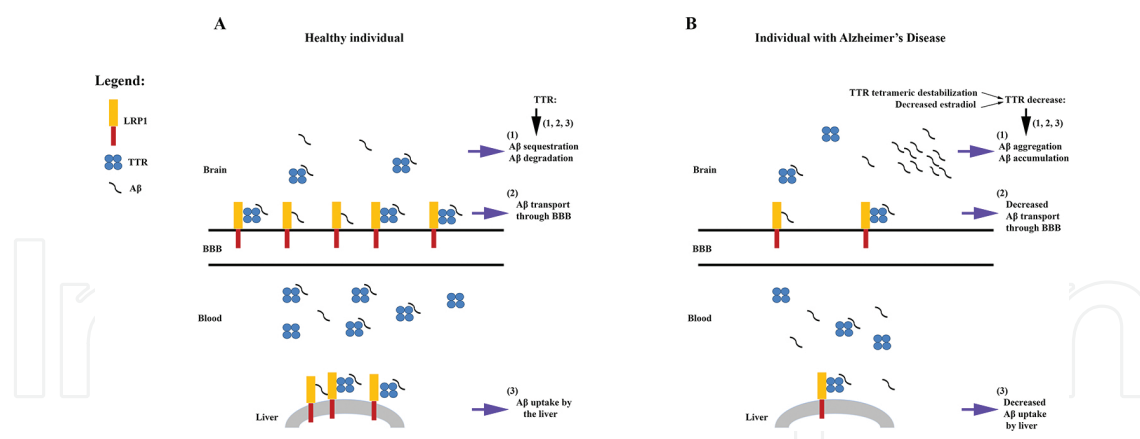 A
Healthy individual
Legend:
LRP1
TTR
Aβ
TTR:
(1, 2, 3)
(1)
Aβ sequestration
Aβ degradation
Brain
(2)
Aβ transport
through BBB
BBB
Blood
(3)
Aβ uptake by
the liver
Liver
B
Individual with Alzheimer's Disease
TTR tetrameric destabilization
Decreased estradiol
TTR decrease:
(1, 2, 3)
(1)
Aβ aggregation
Aβ accumulation
Brain
(2)
Decreased
Aβ transport
through BBB
BBB
Blood
(3)
Decreased
Aβ uptake
by liver
Liver